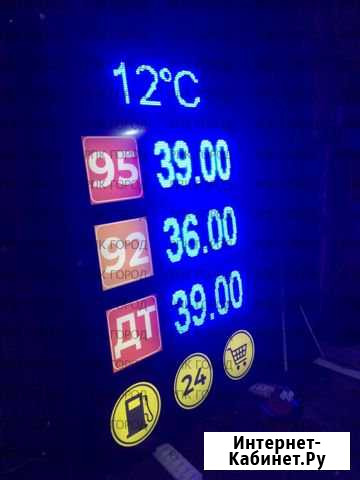 12°C
95 39.00
92 36.00
ДТ 39.00
24
Интернет-
Кабинет.Ру